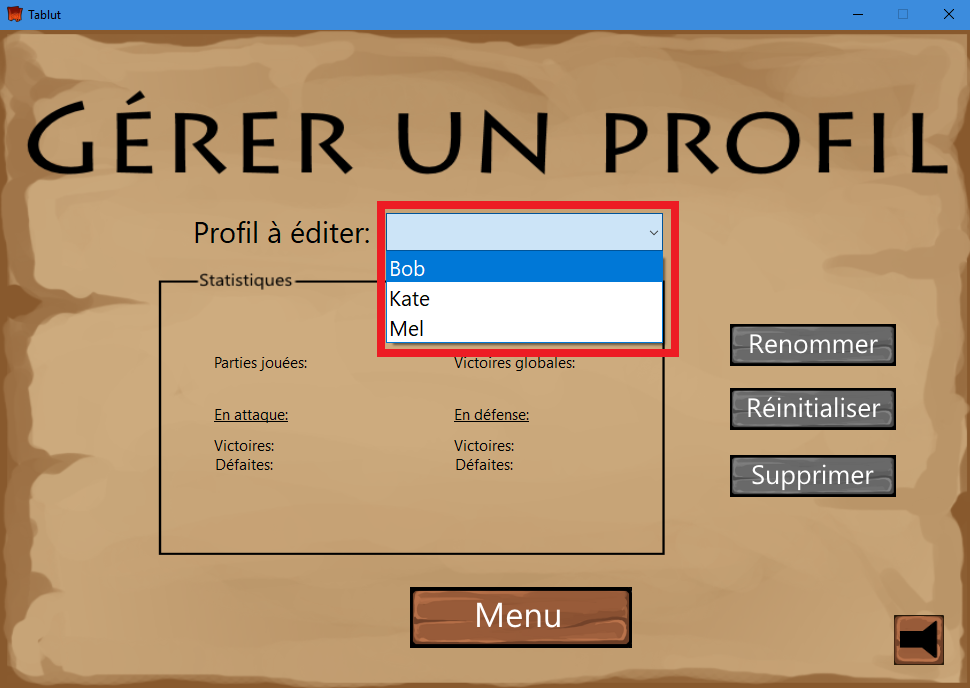 Tablut
GÉRER UN PROFIL
Profil à éditer:
Bob
Kate
Mel
Statistiques
Parties jouées:
Victoires globales:
En attaque:
En défense:
Victoires:
Victoires:
Défaites:
Défaites:
Renommer
Réinitialiser
Supprimer
Menu